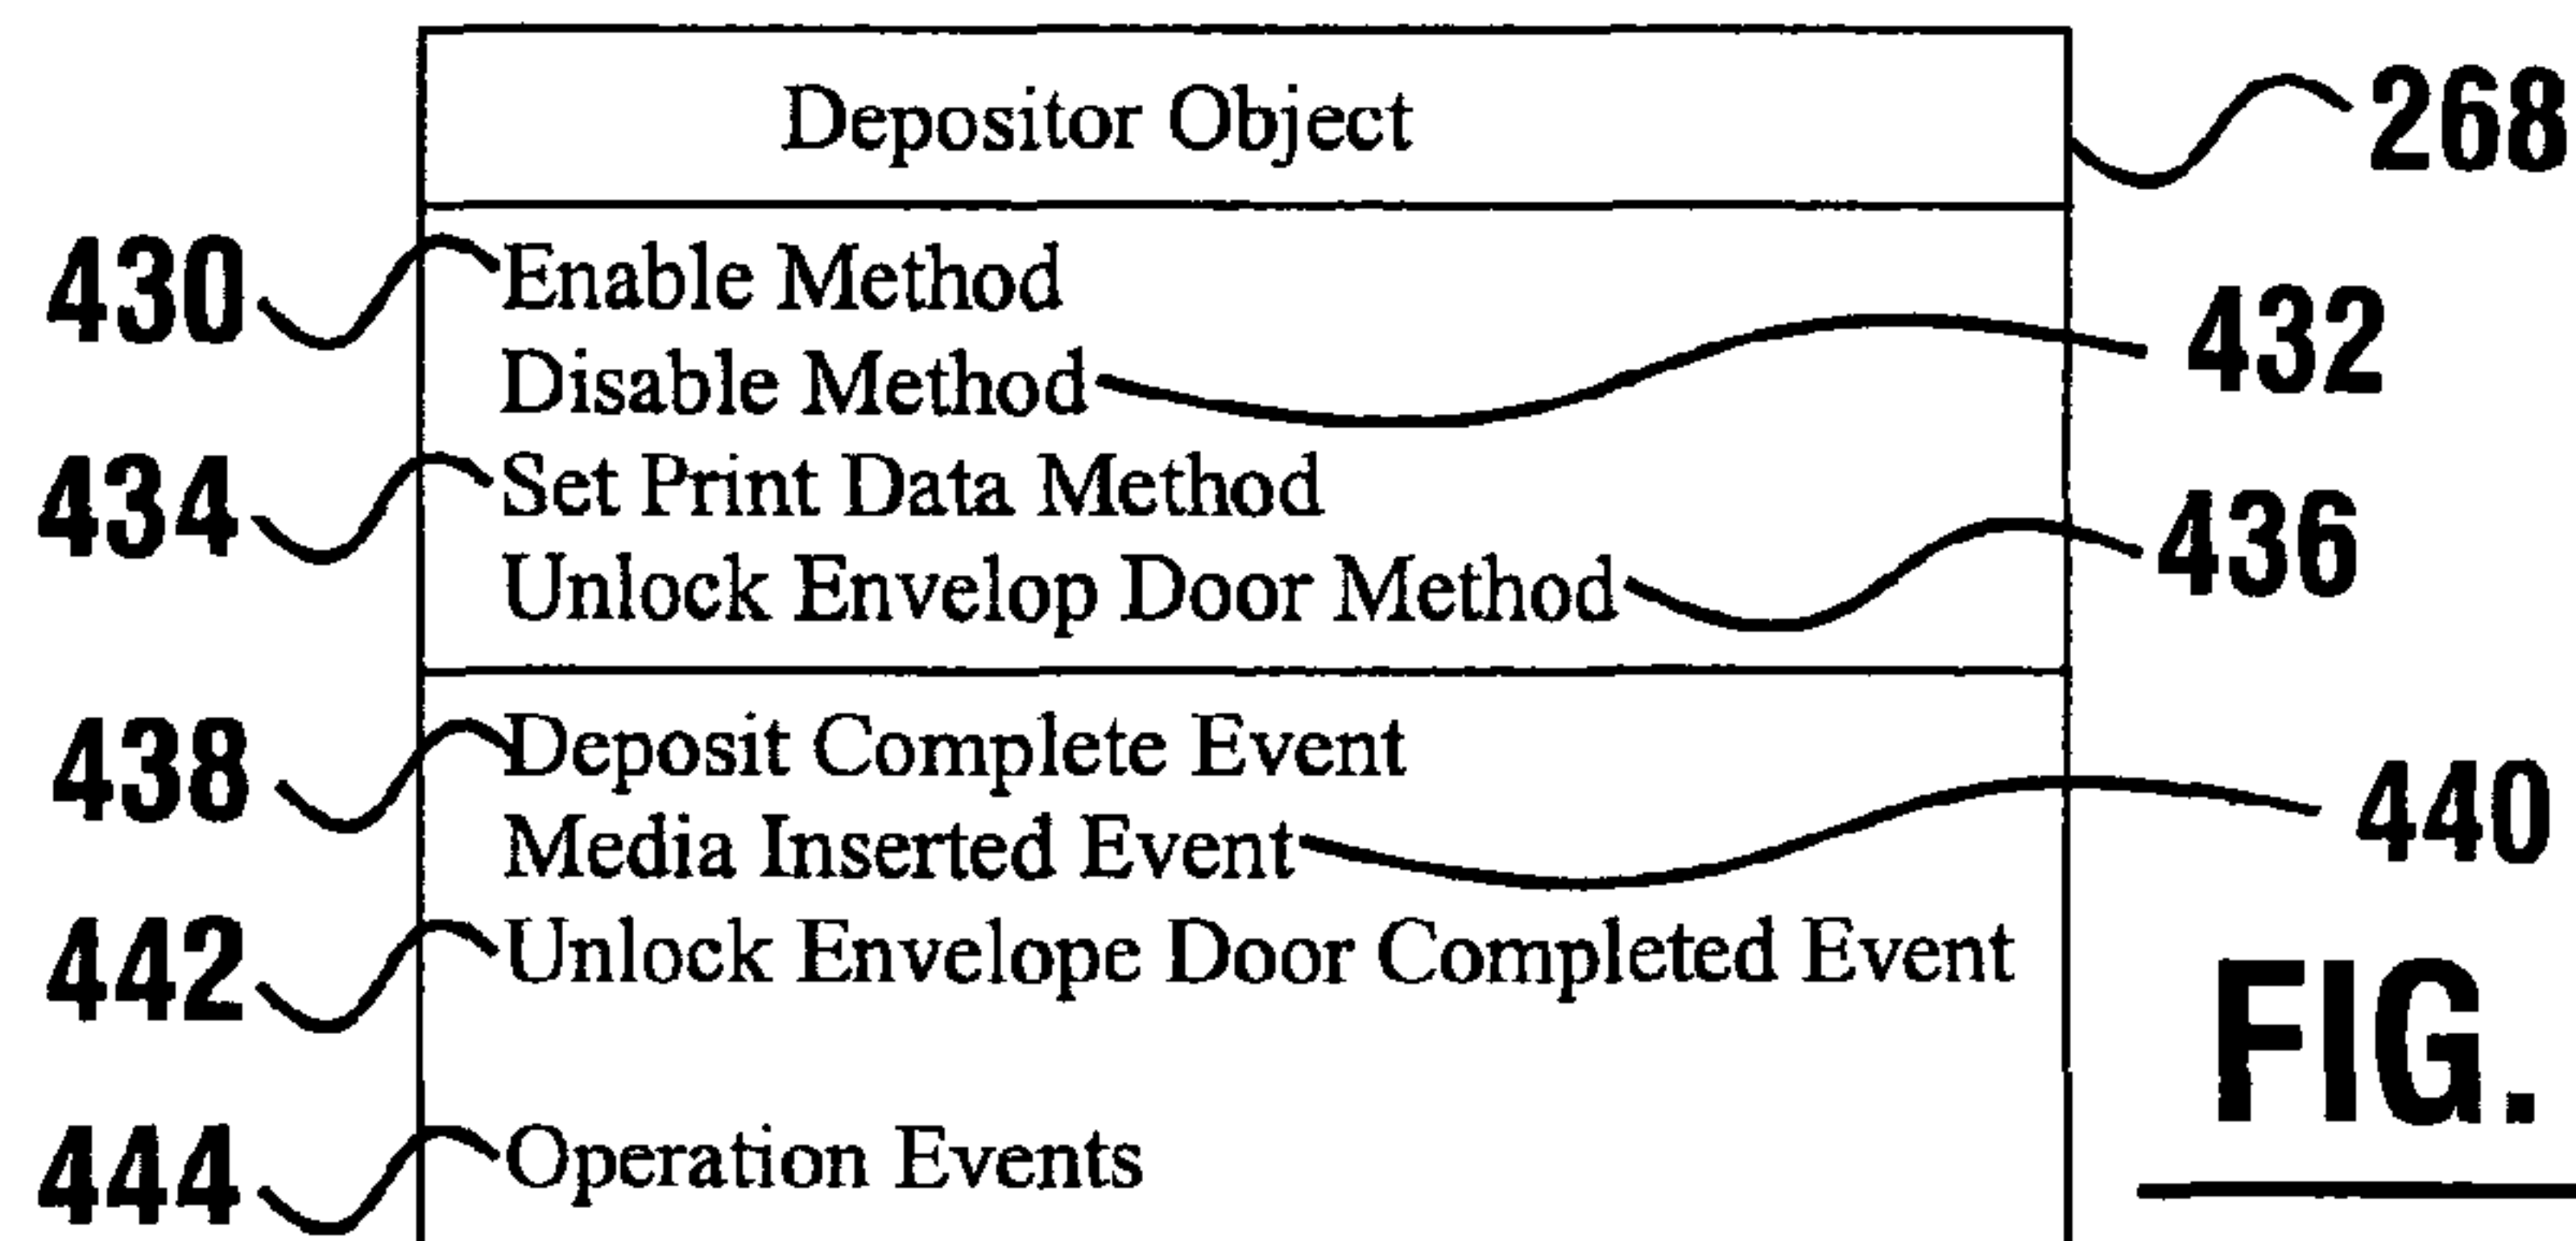 Depositor Object 268
430 Enable Method
Disable Method 432
434 Set Print Data Method
Unlock Envelop Door Method 436
438 Deposit Complete Event
Media Inserted Event 440
442 Unlock Envelope Door Completed Event
FIG.
444 Operation Events